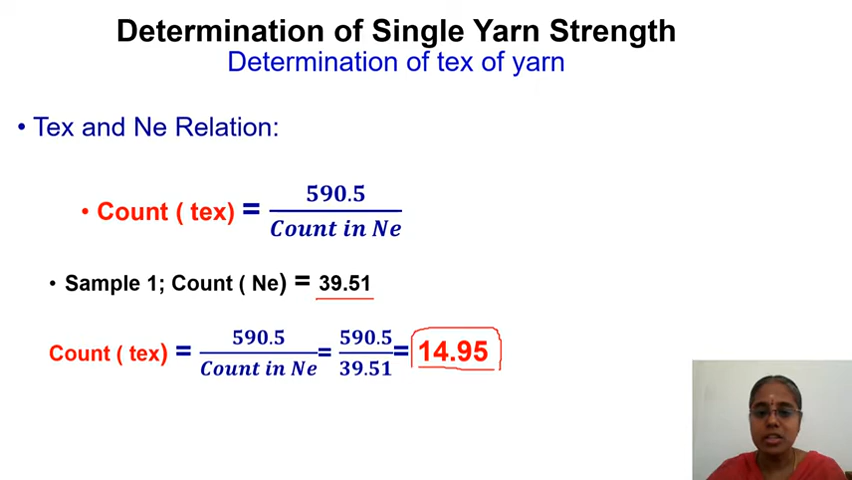 Determination of Single Yarn Strength
Determination of tex of yarn
• Tex and Ne Relation:
• Count ( tex) = 590.5 / Count in Ne
• Sample 1; Count ( Ne) = 39.51
Count ( tex) = 590.5 / Count in Ne = 590.5 / 39.51 = 14.95